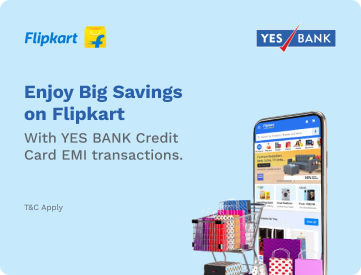 Flipkart
YES BANK
Enjoy Big Savings
on Flipkart
With YES BANK Credit
Card EMI transactions.
T&C Apply